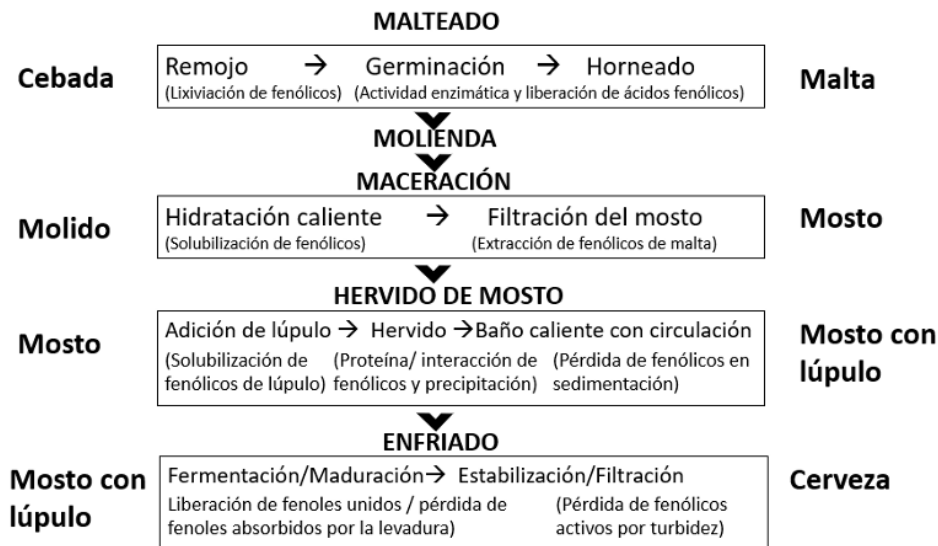 MALTEADO
Cebada
Remojo → Germinación → Horneado
(Lixiviación de fenólicos) (Actividad enzimática y liberación de ácidos fenólicos)
Malta
MOLIENDA
MACERACIÓN
Molido
Hidratación caliente → Filtración del mosto
(Solubilización de fenólicos) (Extracción de fenólicos de malta)
Mosto
HERVIDO DE MOSTO
Mosto
Adición de lúpulo → Hervido → Baño caliente con circulación
(Solubilización de (Proteína/ interacción de (Pérdida de fenólicos en
fenólicos de lúpulo) fenólicos y precipitación) sedimentación)
Mosto con
lúpulo
ENFRIADO
Mosto con
lúpulo
Fermentación/Maduración → Estabilización/Filtración
Liberación de fenoles unidos / pérdida de (Pérdida de fenólicos
fenoles absorbidos por la levadura) activos por turbidez)
Cerveza